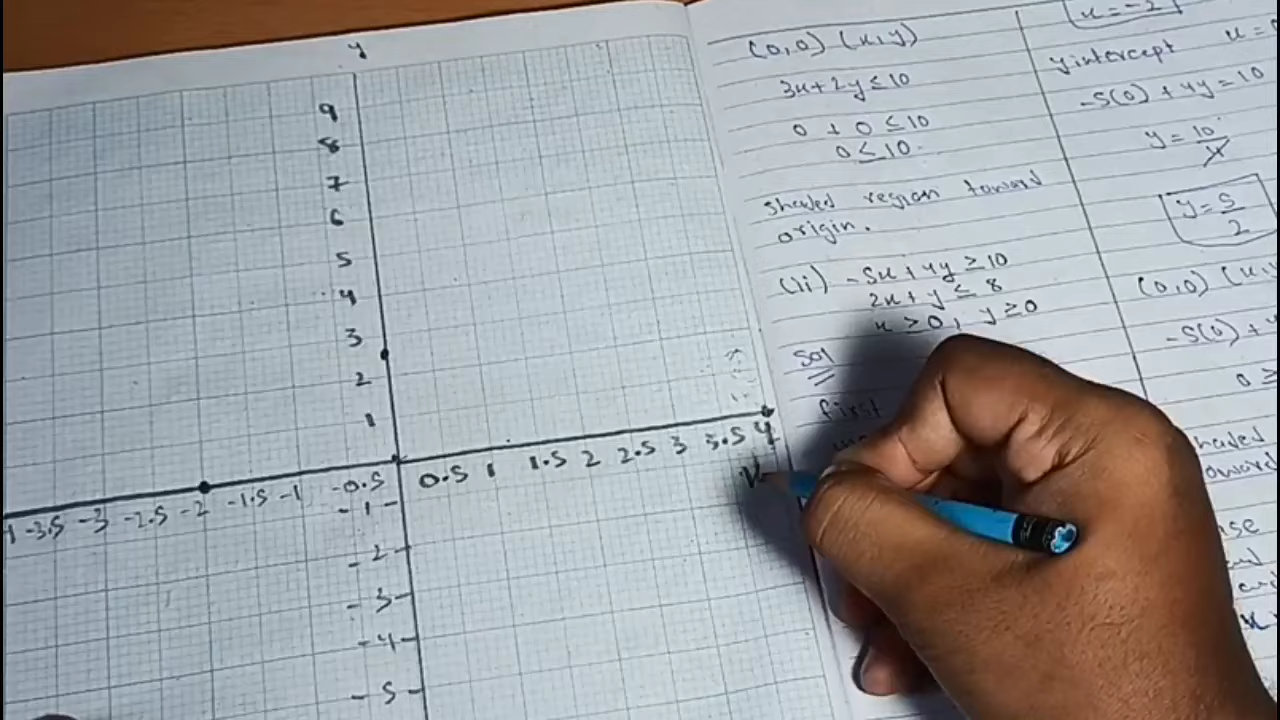 y
9
8
7
6
5
4
3
2
1
-3.5 -3 -2.5 -2 -1.5 -1 -0.5 0.5 1 1.5 2 2.5 3 3.5 4
-1
-2
-3
-4
-5
(0,0) (x,y)
3x+2y≤10
0 + 0 ≤10
0≤10.
shaded region toward
origin.
(ii) -5x+4y≥10
2x+y≤8
x≥0, y≥0
Sol
first
x=-2
y intercept
-5(0)+4y=10
y=10/4
y=5/2
(0,0)
-5(0)+
0≥